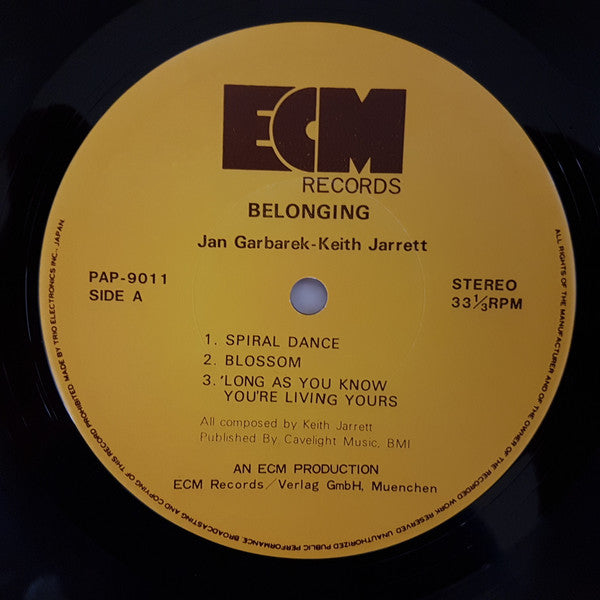 ECM
RECORDS
BELONGING
Jan Garbarek-Keith Jarrett
PAP-9011
SIDE A
STEREO
33⅓RPM
1. SPIRAL DANCE
2. BLOSSOM
3. 'LONG AS YOU KNOW
YOU'RE LIVING YOURS
All composed by Keith Jarrett
Published By Cavelight Music, BMI
AN ECM PRODUCTION
ECM Records/Verlag GmbH, Muenchen
ALL RIGHTS OF THE MANUFACTURER AND OF THE OWNER OF THE RECORDED WORK RESERVED UNAUTHORIZED PUBLIC PERFORMANCE BROADCASTING AND COPYING OF THIS RECORD PROHIBITED MADE BY TRIO ELECTRONICS INC., JAPAN.